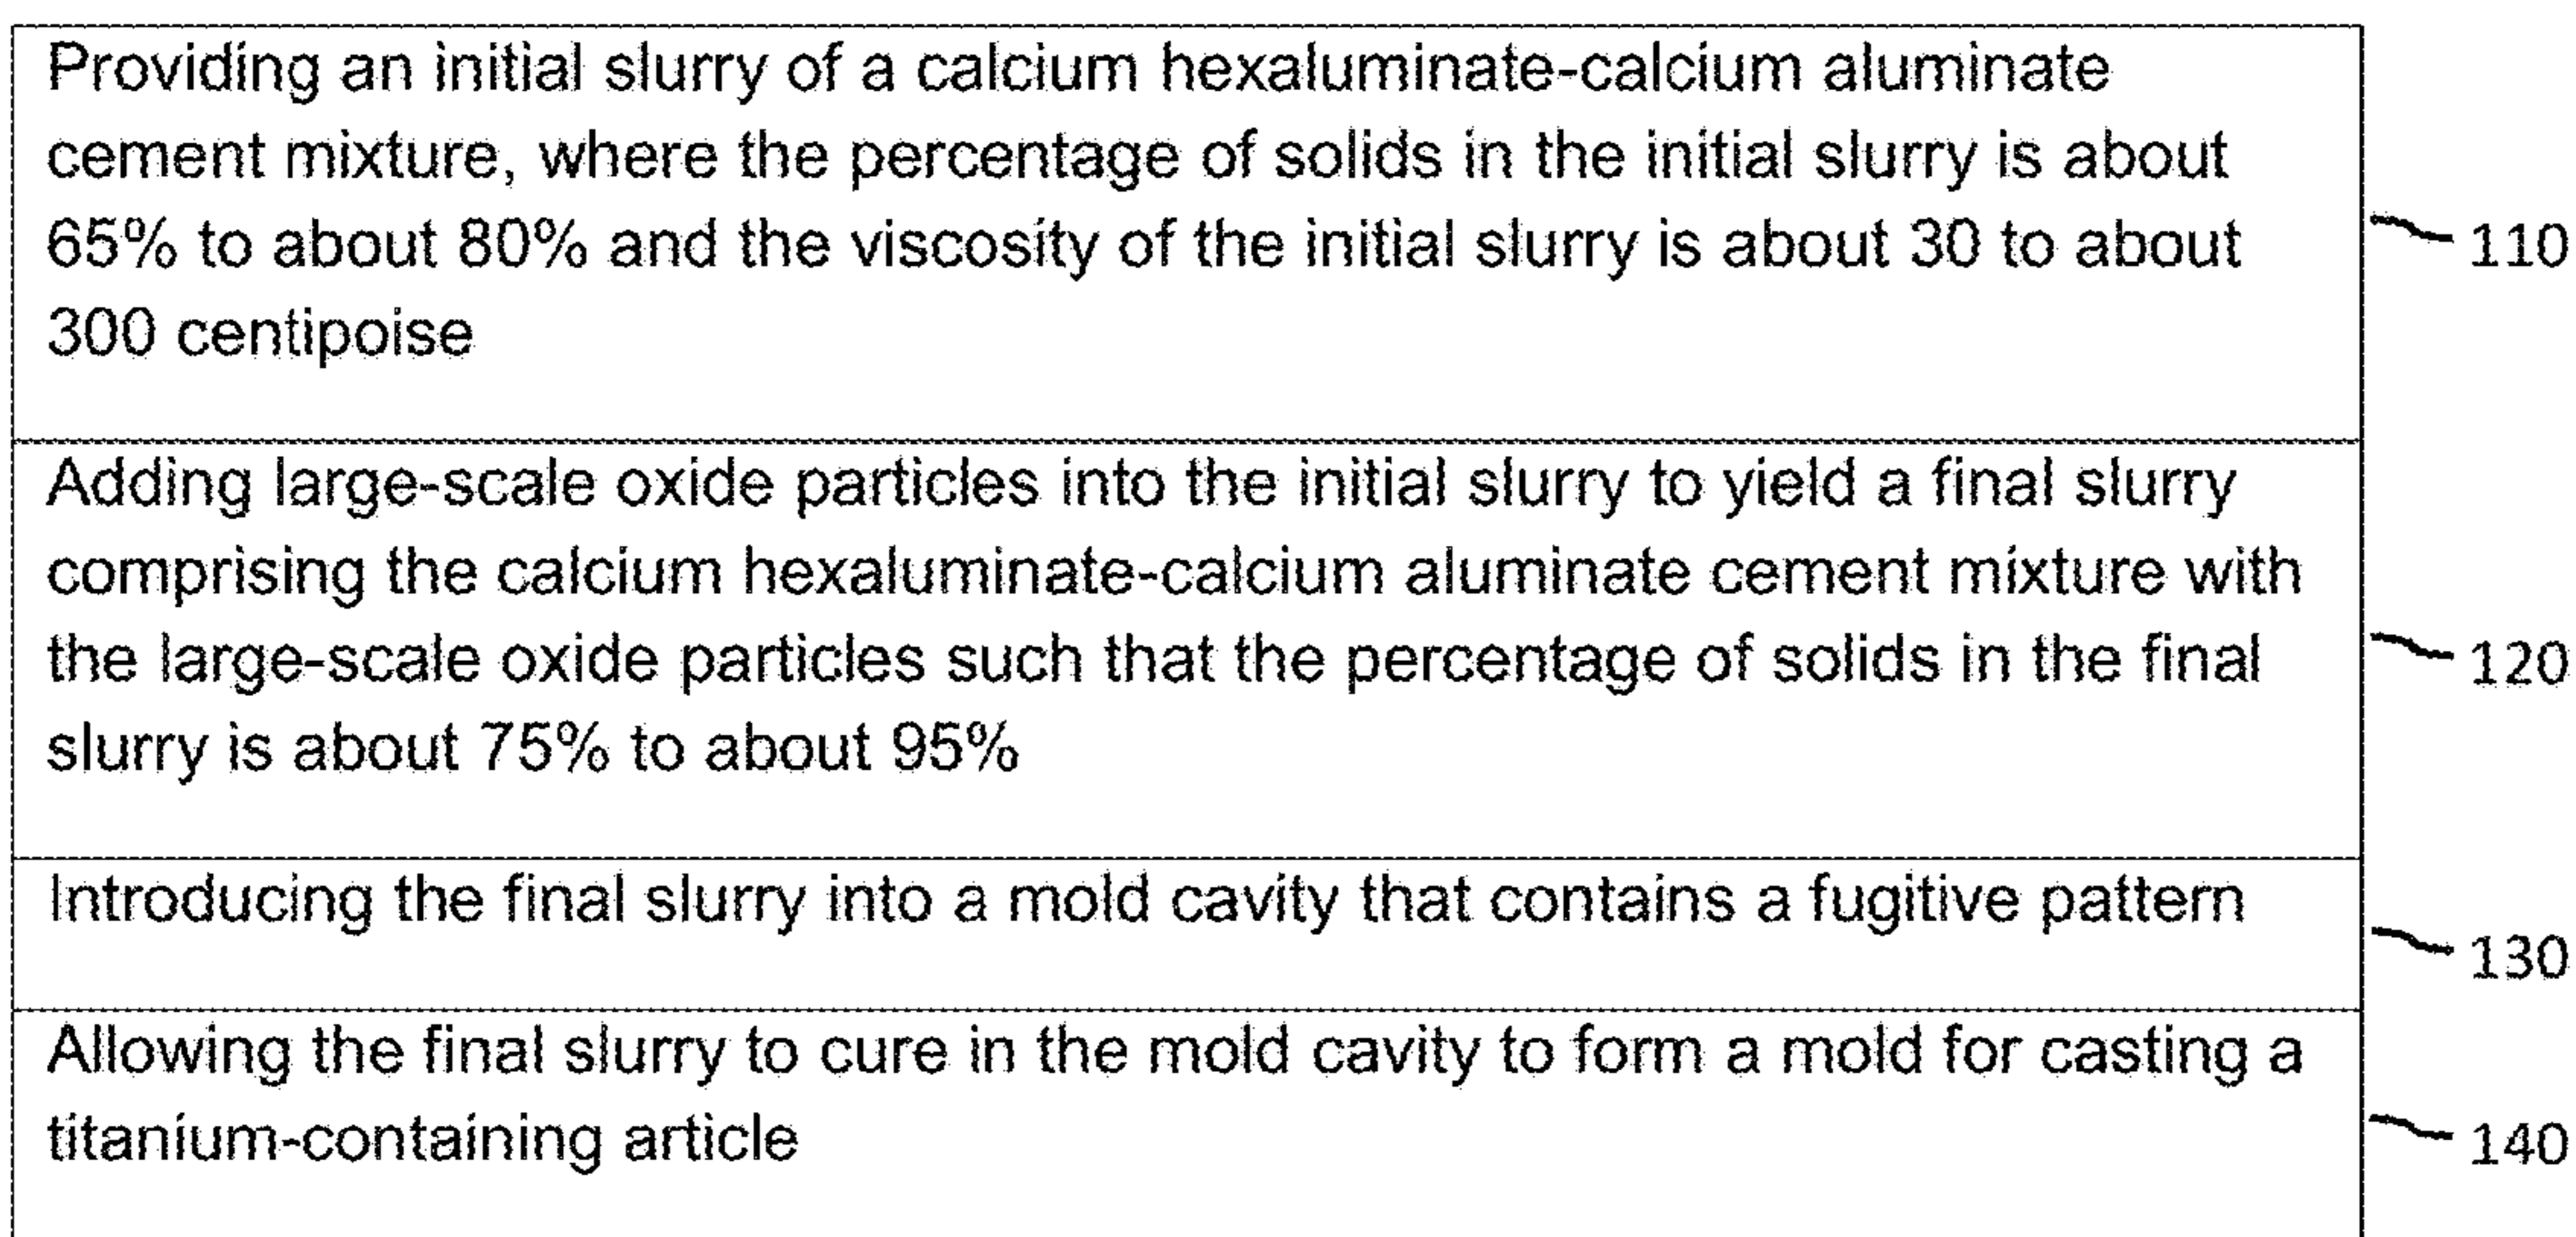 Providing an initial slurry of a calcium hexaluminate-calcium aluminate
cement mixture, where the percentage of solids in the initial slurry is about
65% to about 80% and the viscosity of the initial slurry is about 30 to about
300 centipoise
110
Adding large-scale oxide particles into the initial slurry to yield a final slurry
comprising the calcium hexaluminate-calcium aluminate cement mixture with
the large-scale oxide particles such that the percentage of solids in the final
slurry is about 75% to about 95%
120
Introducing the final slurry into a mold cavity that contains a fugitive pattern
130
Allowing the final slurry to cure in the mold cavity to form a mold for casting a
titanium-containing article
140